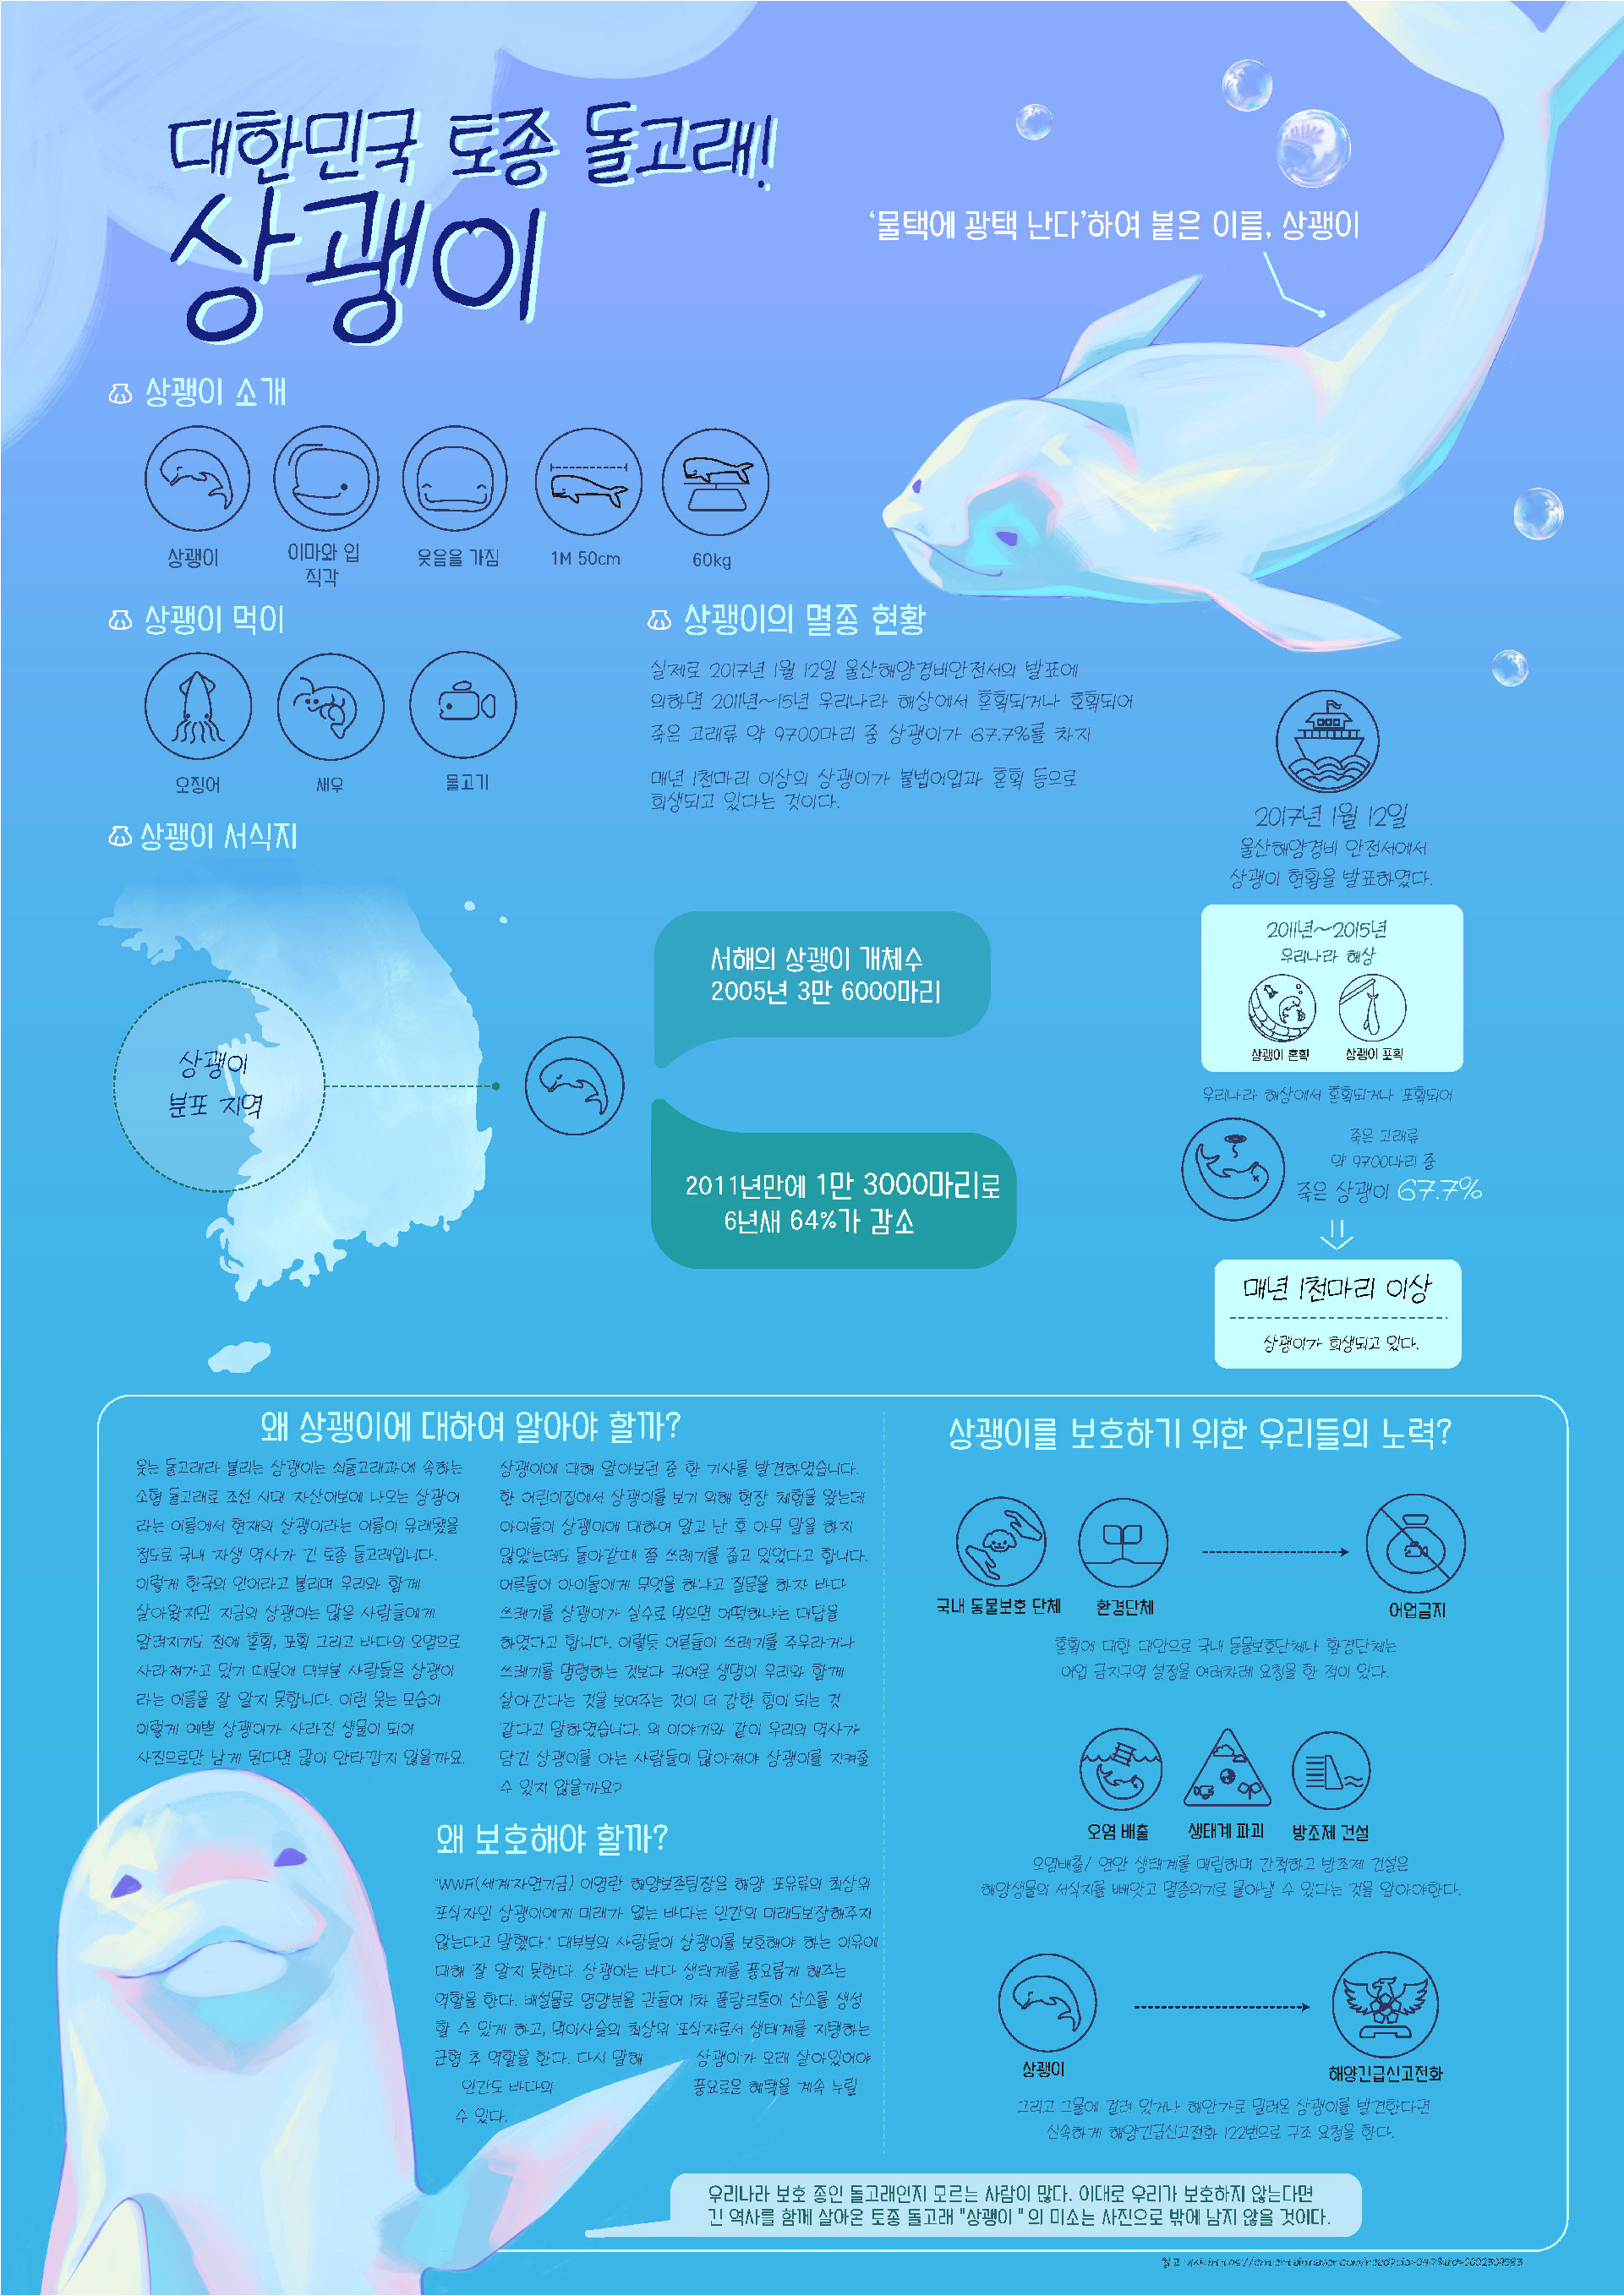 대한민국 토종 돌고래!
상괭이
'물택에 광택 난다'하여 붙은 이름, 상괭이
상괭이 소개
상괭이
이마와 입
직각
웃음을 가짐
1M 50cm
60kg
상괭이 먹이
오징어
새우
물고기
상괭이의 멸종 현황
실제로 2017년 1월 12일 울산해양경비안전서의 발표에
의하면 2011년~15년 우리나라 해상에서 혼획되거나 호획되어
죽은 고래류 약 9700마리 중 상괭이가 67.7%를 차지
매년 1천마리 이상의 상괭이가 불법어업과 혼획 등으로
희생되고 있다는 것이다.
상괭이 서식지
상괭이
분포 지역
서해의 상괭이 개체수
2005년 3만 6000마리
2011년만에 1만 3000마리로
6년새 64%가 감소
2017년 1월 12일
울산해양경비 안전서에서
상괭이 현황을 발표하였다.
2011년~2015년
우리나라 해상
상괭이 혼획
상괭이 포획
우리나라 해상에서 혼획되거나 포획되어
죽은 고래류
약 9700마리 중
죽은 상괭이 67.7%
매년 1천마리 이상
상괭이가 희생되고 있다.
왜 상괭이에 대하여 알아야 할까?
웃는 돌고래라 불리는 상괭이는 쇠돌고래과에 속하는
소형 돌고래로 조선 시대 자산어보에 나오는 상광어
라는 이름에서 현재의 상괭이라는 이름이 유래됐을
정도로 국내 자생 역사가 긴 토종 돌고래입니다.
이렇게 한국의 인어라고 불리며 우리와 함께
살아왔지만 지금의 상괭이는 많은 사람들에게
알려지기도 전에 혼획, 포획 그리고 바다의 오염으로
사라져가고 있기 때문에 대부분 사람들은 상괭이
라는 이름을 잘 알지 못합니다. 이런 웃는 모습이
이렇게 예쁜 상괭이가 사라진 생물이 되어
사진으로만 남게 된다면 많이 안타깝지 않을까요.
상괭이에 대해 알아보던 중 한 기사를 발견하였습니다.
한 어린이집에서 상괭이를 보기 위해 현장 체험을 왔는데
아이들이 상괭이에 대하여 알고 난 후 아무 말을 하지
않았는데도 돌아갈때 쯤 쓰레기를 줍고 있었다고 합니다.
어른들이 아이들에게 무엇을 하냐고 질문을 하자 바다
쓰레기를 상괭이가 실수로 먹으면 어떡하냐는 대답을
하였다고 합니다. 이렇듯 어른들이 쓰레기를 주우라거나
쓰레기를 명령하는 것보다 귀여운 생명이 우리와 함께
살아간다는 것을 보여주는 것이 더 강한 힘이 되는 것
같다고 말하였습니다. 위 이야기와 같이 우리의 역사가
담긴 상괭이를 아는 사람들이 많아져야 상괭이를 지켜줄
수 있지 않을까요?
왜 보호해야 할까?
"WWF(세계자연기금) 이영란 해양보존팀장은 해양 포유류의 최상위
포식자인 상괭이에게 미래가 없는 바다는 인간의 미래도보장해주지
않는다고 말했다." 대부분의 사람들이 상괭이를 보호해야 하는 이유에
대해 잘 알지 못한다. 상괭이는 바다 생태계를 풍요롭게 해주는
역할을 한다. 배설물로 영양분을 만들어 1차 플랑크톤이 산소를 생성
할 수 있게 하고, 먹이사슬의 최상위 포식자로서 생태계를 지탱하는
균형 추 역할을 한다. 다시 말해 상괭이가 오래 살아있어야
인간도 바다의 풍요로운 혜택을 계속 누릴
수 있다.
상괭이를 보호하기 위한 우리들의 노력?
국내 동물보호 단체
환경단체
어업금지
혼획에 대한 대안으로 국내 동물보호단체나 환경단체는
어업 금지구역 설정을 여러차례 요청을 한 적이 있다.
오염 배출
생태계 파괴
방조제 건설
오염배출/ 연안 생태계를 매립하며 간척하고 방조제 건설은
해양생물의 서식지를 빼앗고 멸종위기로 몰아낼 수 있다는 것을 알아야한다.
상괭이
해양긴급신고전화
그리고 그물에 걸려 있거나 해안가로 밀려온 상괭이를 발견한다면
신속하게 해양긴급신고전화 122번으로 구조 요청을 한다.
우리나라 보호 종인 돌고래인지 모르는 사람이 많다. 이대로 우리가 보호하지 않는다면
긴 역사를 함께 살아온 토종 돌고래 "상괭이 " 의 미소는 사진으로 밖에 남지 않을 것이다.